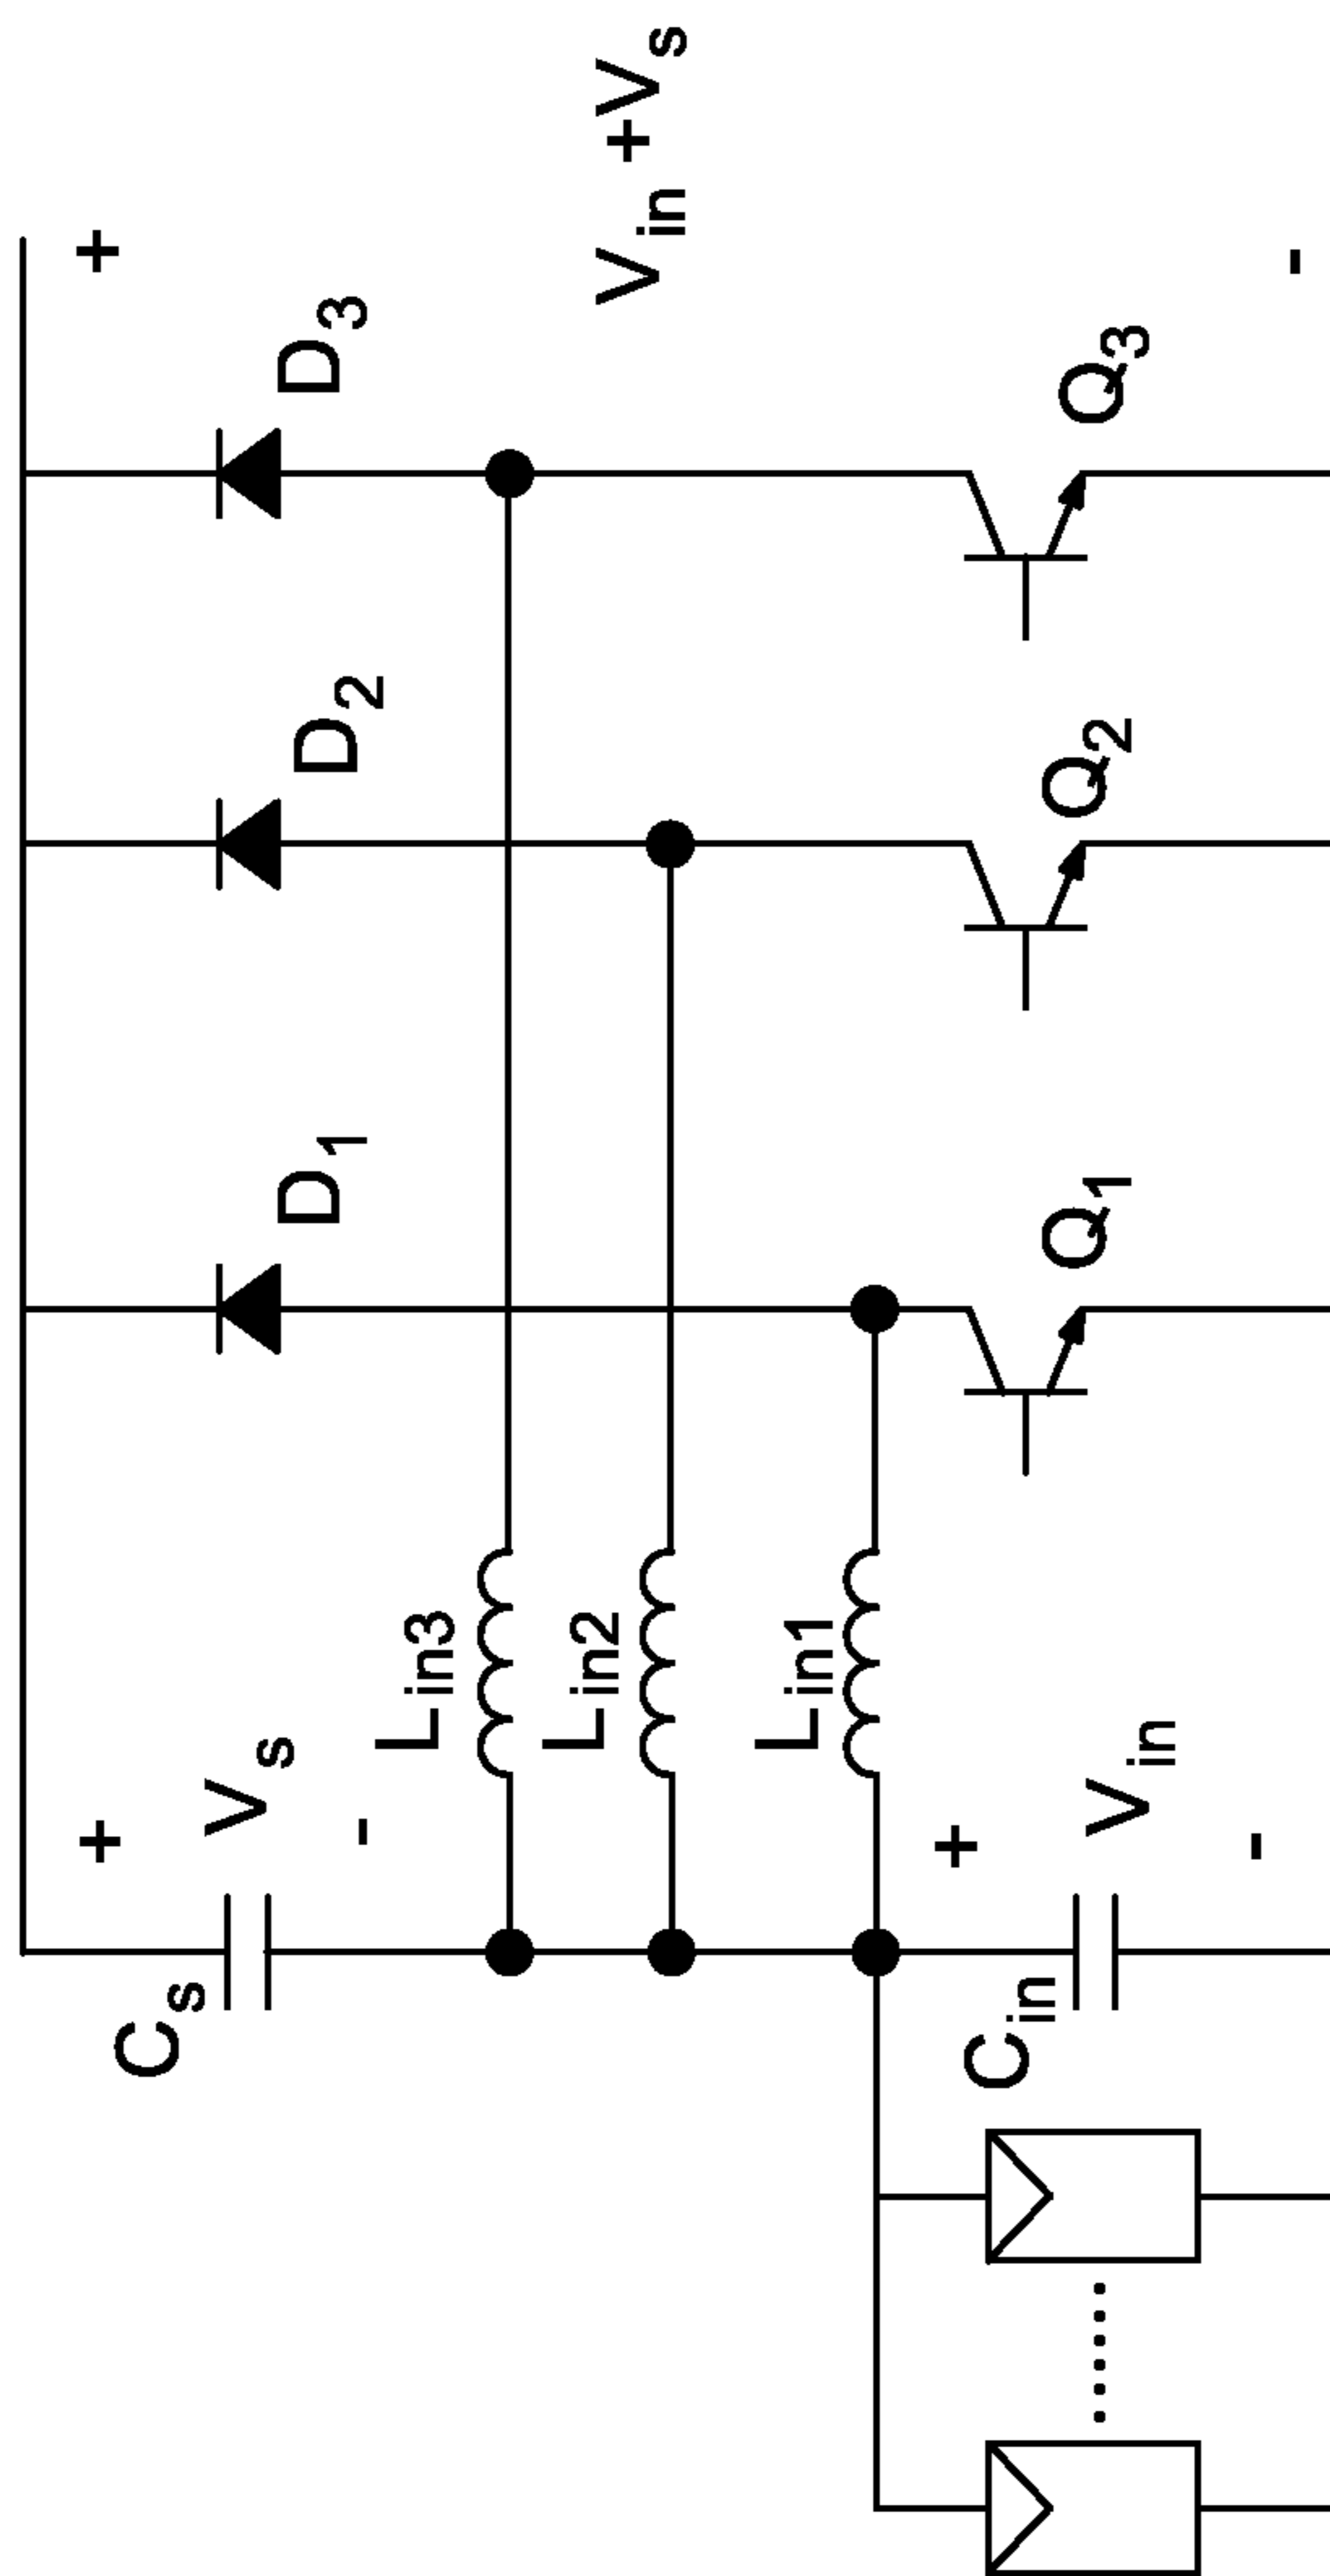 +
D3
Vin +Vs
-
Q3
D2
Q2
D1
Q1
+
Vs
-
Lin3
Lin2
Lin1
+
Vin
-
Cs
Cin